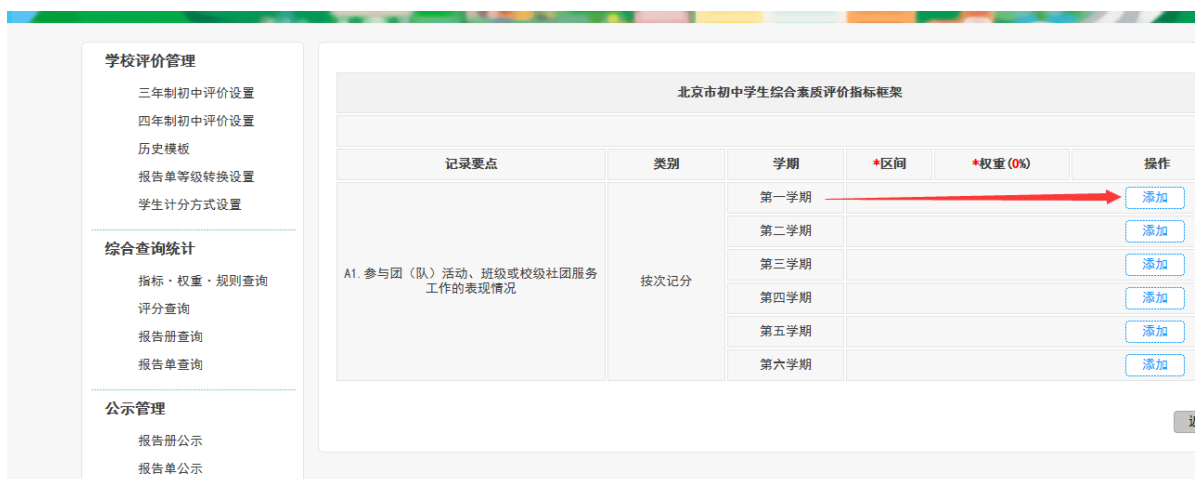 学校评价管理
三年制初中评价设置
四年制初中评价设置
历史模板
报告单等级转换设置
学生计分方式设置
综合查询统计
指标·权重·规则查询
评分查询
报告册查询
报告单查询
公示管理
报告册公示
报告单公示
北京市初中学生综合素质评价指标框架
记录要点 类别 学期 *区间 *权重(0%) 操作
A1.参与团（队）活动、班级或校级社团服务
工作的表现情况
按次记分
第一学期 添加
第二学期 添加
第三学期 添加
第四学期 添加
第五学期 添加
第六学期 添加